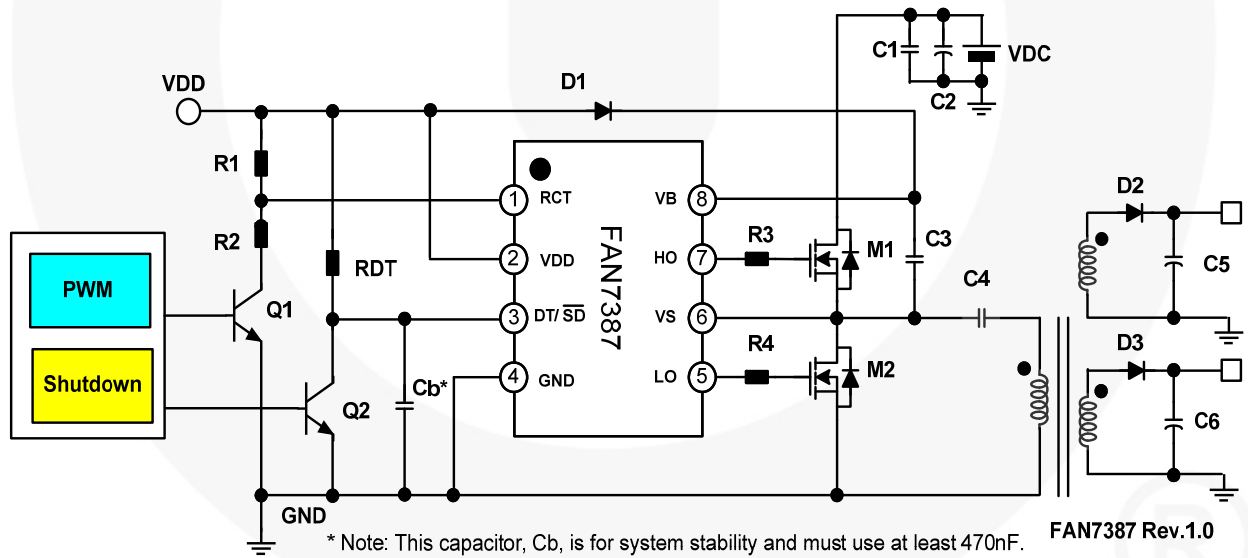 C1
C2
VDC
VDD
D1
R1
R2
PWM
Shutdown
Q1
Q2
RDT
Cb*
1 RCT
2 VDD
3 DT/ SD
4 GND
FAN7387
VB 8
HO 7
VS 6
LO 5
R3
R4
M1
M2
C3
C4
D2
C5
D3
C6
GND
* Note: This capacitor, Cb, is for system stability and must use at least 470nF.
FAN7387 Rev.1.0